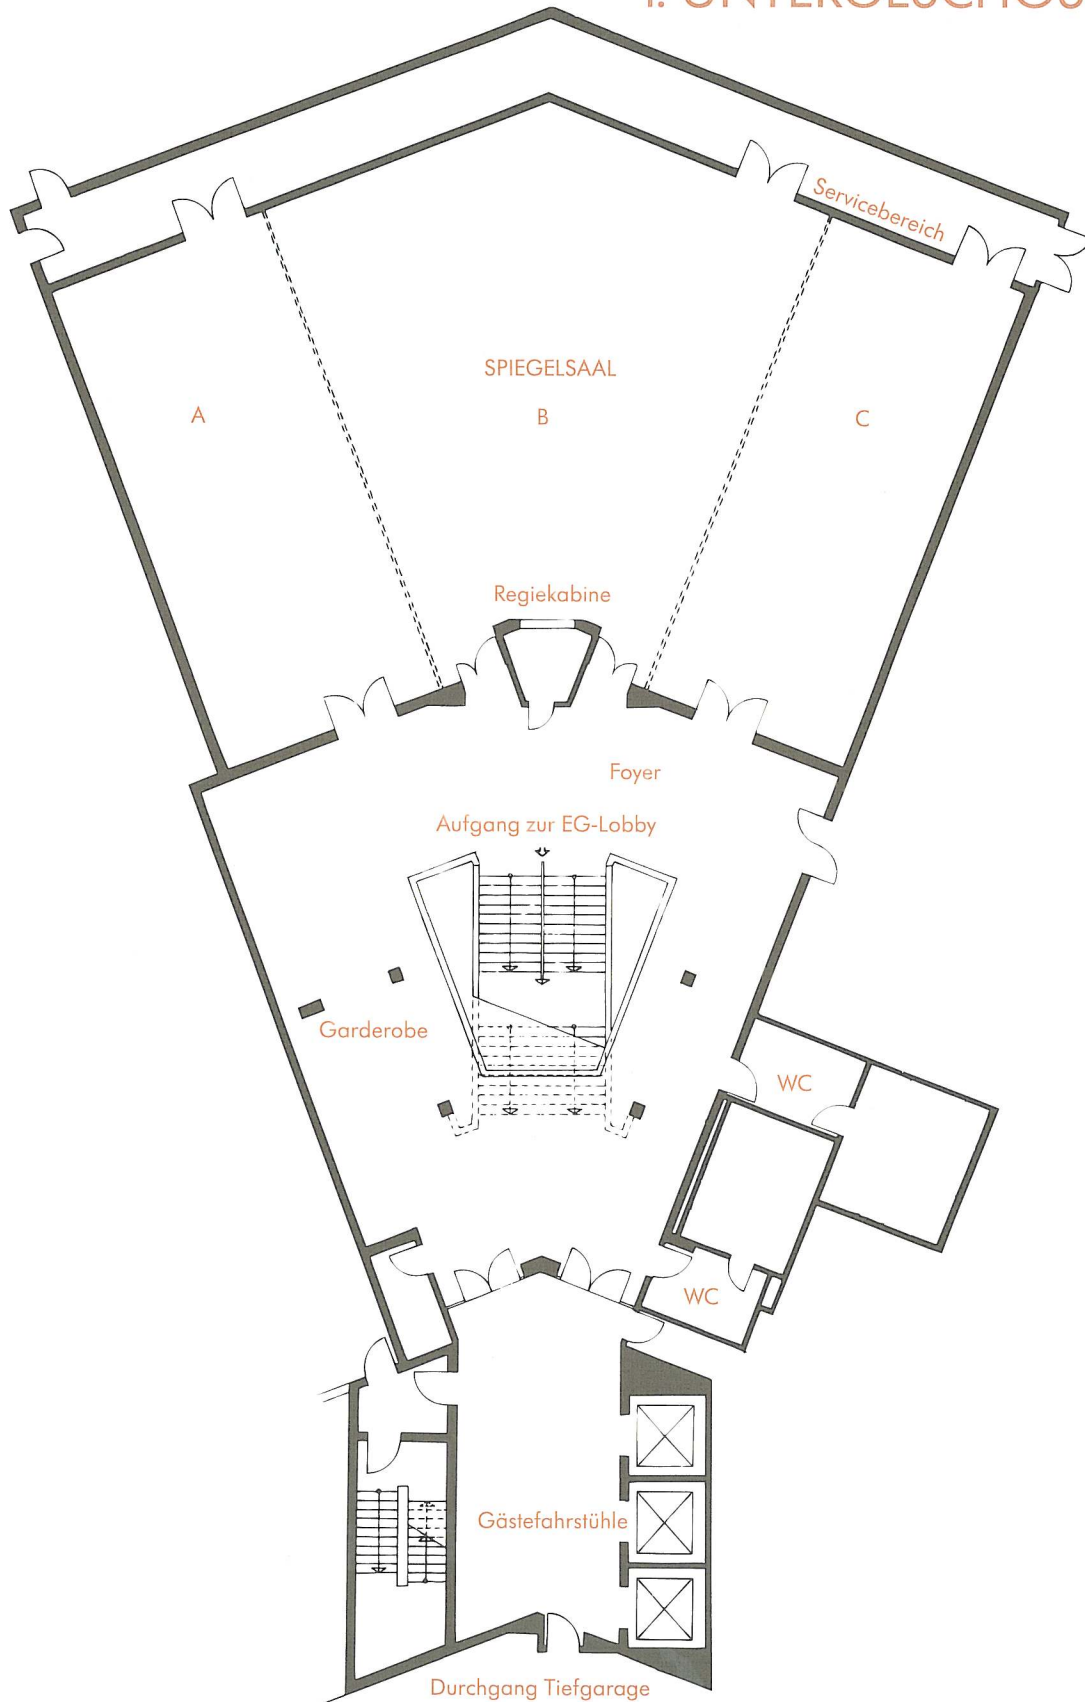 Servicebereich
SPIEGELSAAL
A
B
C
Regiekabine
Foyer
Aufgang zur EG-Lobby
Garderobe
WC
WC
Gästefahrstühle
Durchgang Tiefgarage